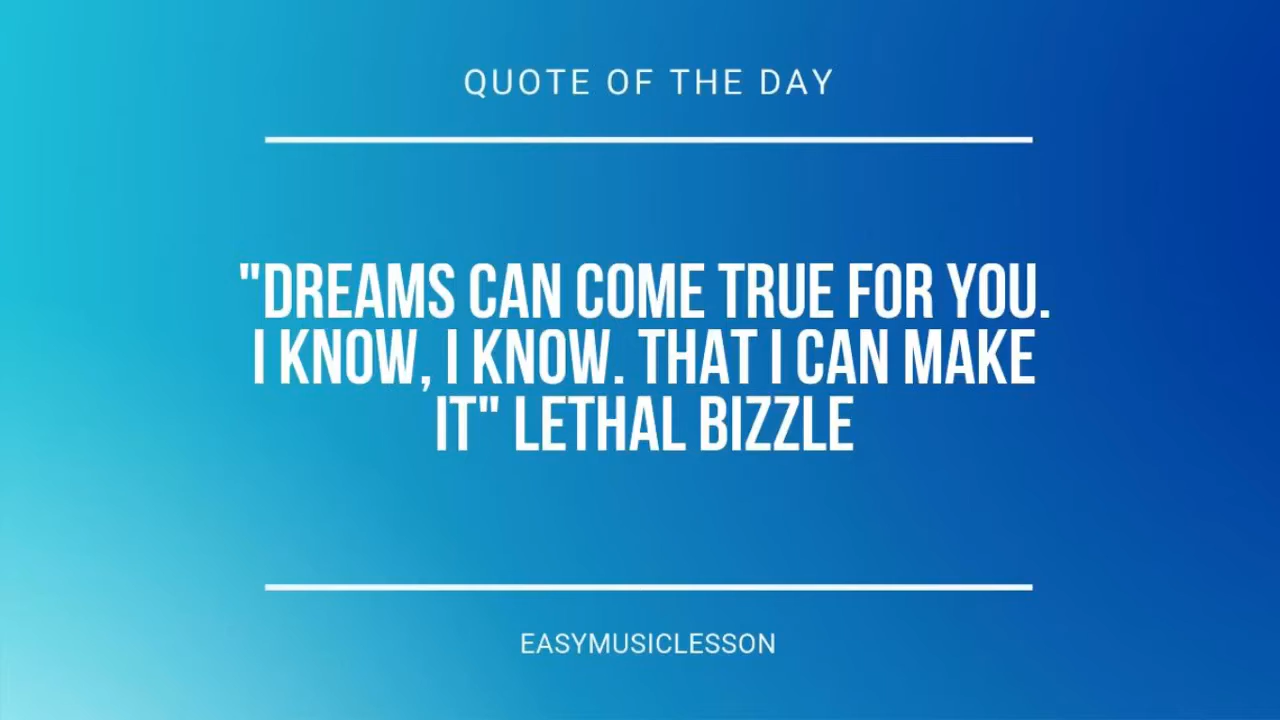 QUOTE OF THE DAY
"DREAMS CAN COME TRUE FOR YOU.
I KNOW, I KNOW. THAT I CAN MAKE
IT" LETHAL BIZZLE
EASYMUSICLESSON